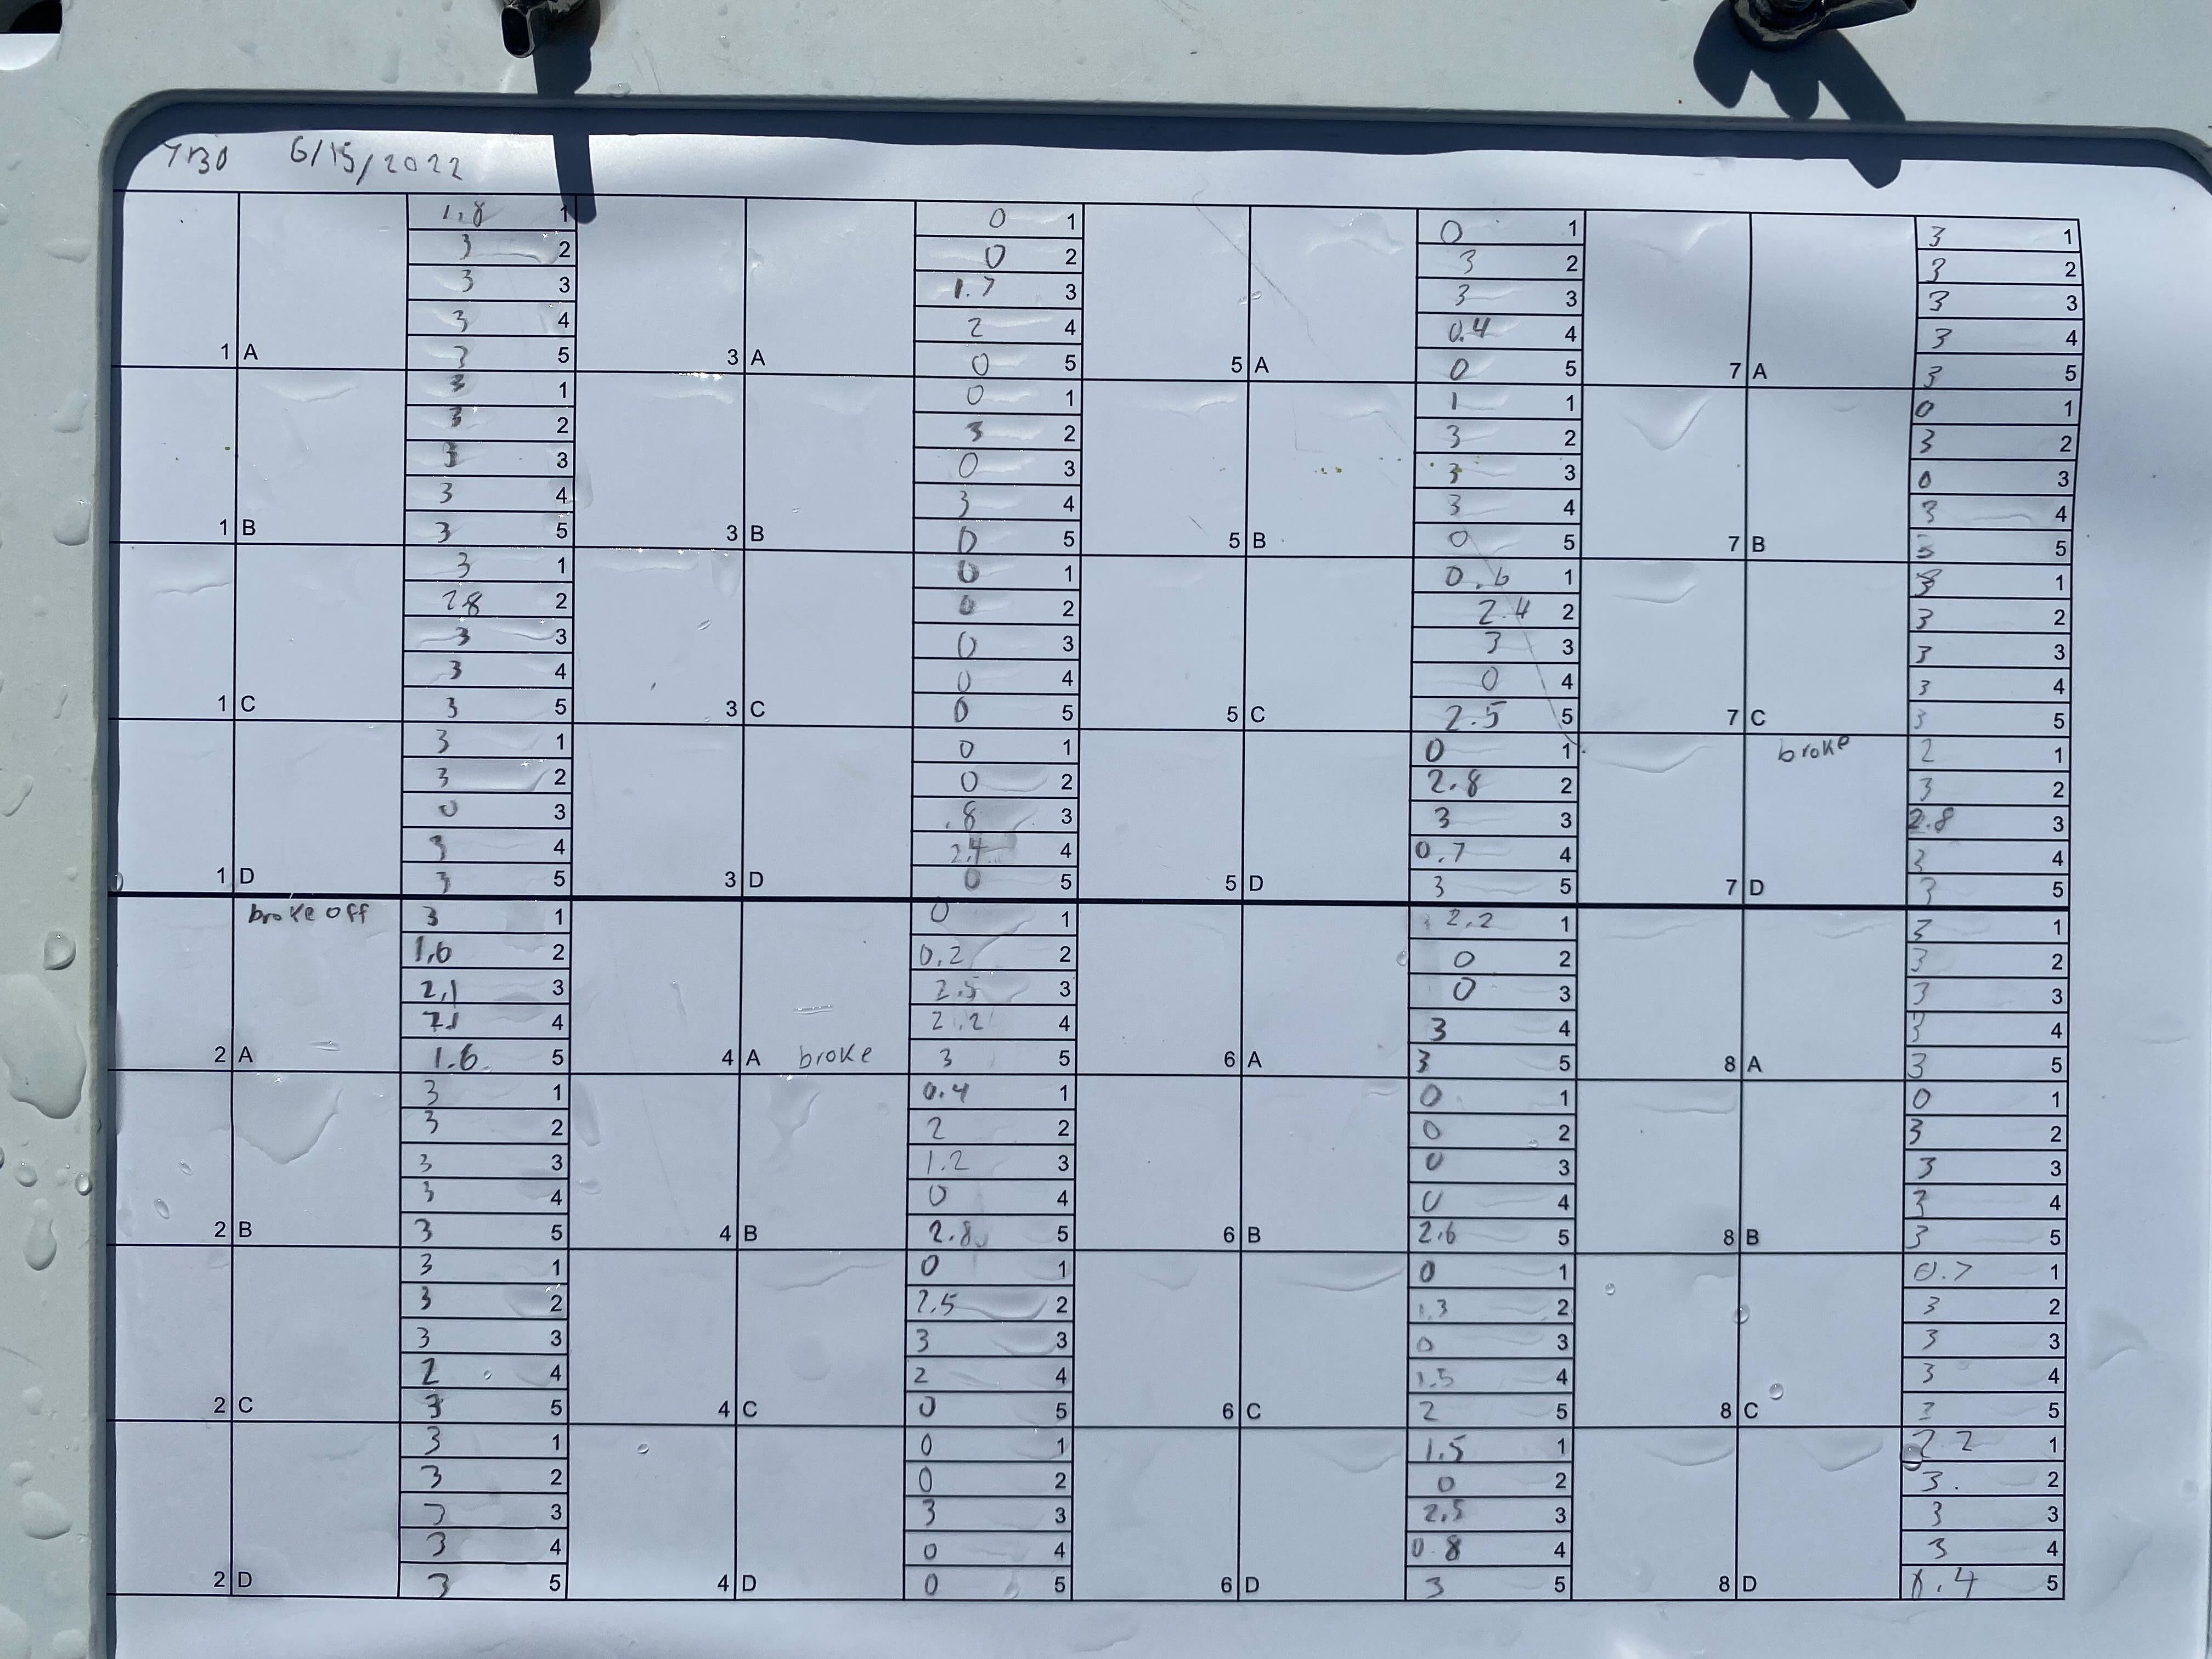 YBO 6/15/2022
1.8 1 0 1 0 1 3 1
3 2 0 2 3 2 3 2
3 3 1.7 3 3 3 3 3
3 4 2 4 0.4 4 3 4
1 A 3 5 3 A 0 5 5 A 0 5 7 A 3 5
3 1 0 1 1 1 0 1
3 2 3 2 3 2 3 2
3 3 0 3 3 3 0 3
3 4 3 4 3 4 3 4
1 B 3 5 3 B 0 5 5 B 0 5 7 B 3 5
3 1 0 1 0.6 1 3 1
2.8 2 0 2 2.4 2 3 2
3 3 0 3 3 3 3 3
3 4 0 4 0 4 3 4
1 C 3 5 3 C 0 5 5 C 2.5 5 7 C 3 5
3 1 0 1 0 1 broke 2 1
3 2 0 2 2.8 2 3 2
0 3 .8 3 3 3 2.8 3
3 4 2.4 4 0.7 4 3 4
1 D 3 5 3 D 0 5 5 D 3 5 7 D 3 5
broke off 3 1 0 1 2.2 1 3 1
1.6 2 0.2 2 0 2 3 2
2.1 3 2.5 3 0 3 3 3
4 2.2 4 3 4 3 4
2 A 1.6 5 4 A broke 3 5 6 A 3 5 8 A 3 5
3 1 0.4 1 0 1 0 1
3 2 2 2 0 2 3 2
3 3 1.2 3 0 3 3 3
3 4 0 4 0 4 3 4
2 B 3 5 4 B 2.8 5 6 B 2.6 5 8 B 3 5
3 1 0 1 0 1 0.7 1
3 2 2.5 2 1.3 2 3 2
3 3 3 3 0 3 3 3
2 4 2 4 1.5 4 3 4
2 C 3 5 4 C 0 5 6 C 2 5 8 C 3 5
3 1 0 1 1.5 1 2.2 1
3 2 0 2 0 2 3. 2
3 3 3 3 2.5 3 3 3
3 4 0 4 0.8 4 3 4
2 D 3 5 4 D 0 5 6 D 3 5 8 D 5